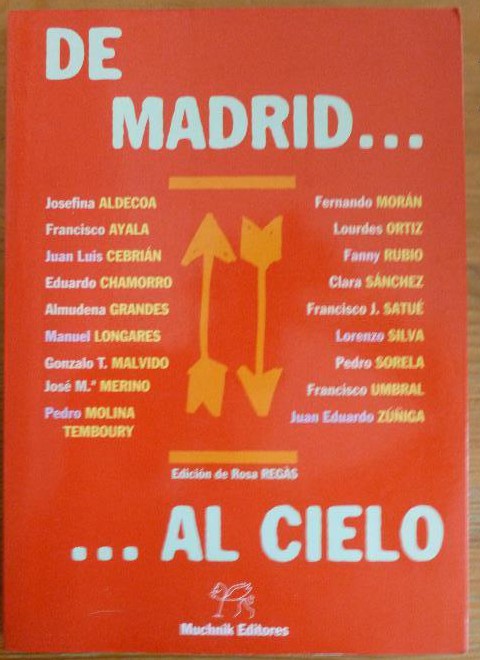 DE
MADRID...
Josefina ALDECOA
Francisco AYALA
Juan Luis CEBRIÁN
Eduardo CHAMORRO
Almudena GRANDES
Manuel LONGARES
Gonzalo T. MALVIDO
José M.ª MERINO
Pedro MOLINA
TEMBOURY
Fernando MORÁN
Lourdes ORTIZ
Fanny RUBIO
Clara SÁNCHEZ
Francisco J. SATUÉ
Lorenzo SILVA
Pedro SORELA
Francisco UMBRAL
Juan Eduardo ZÚÑIGA
Edición de Rosa REGÀS
... AL CIELO
Muchnik Editores